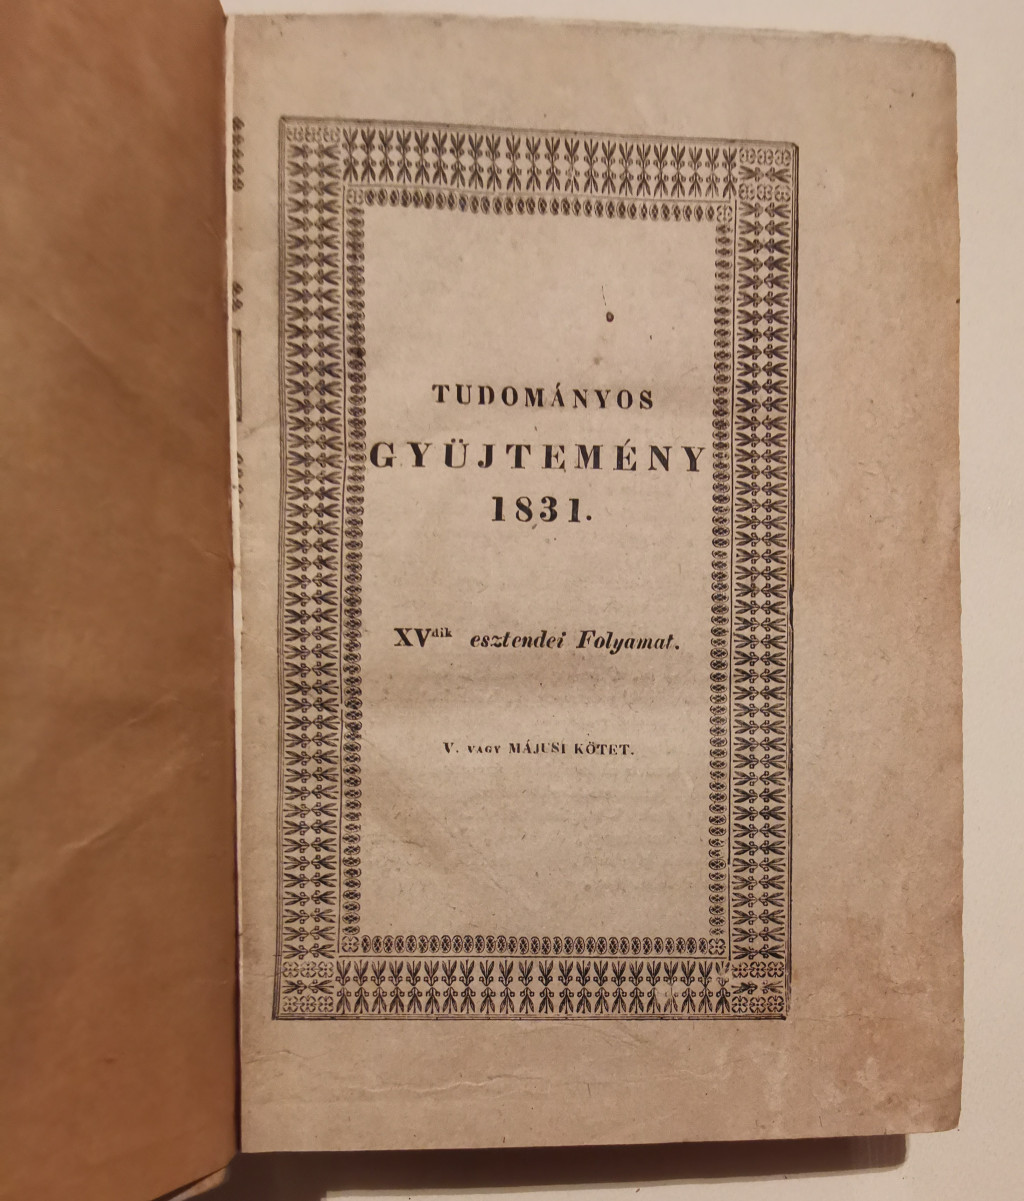 TUDOMÁNYOS
GYÜJTEMÉNY
1831.
XVdik esztendei Folyamat.
V. VAGY MÁJUSI KÖTET.